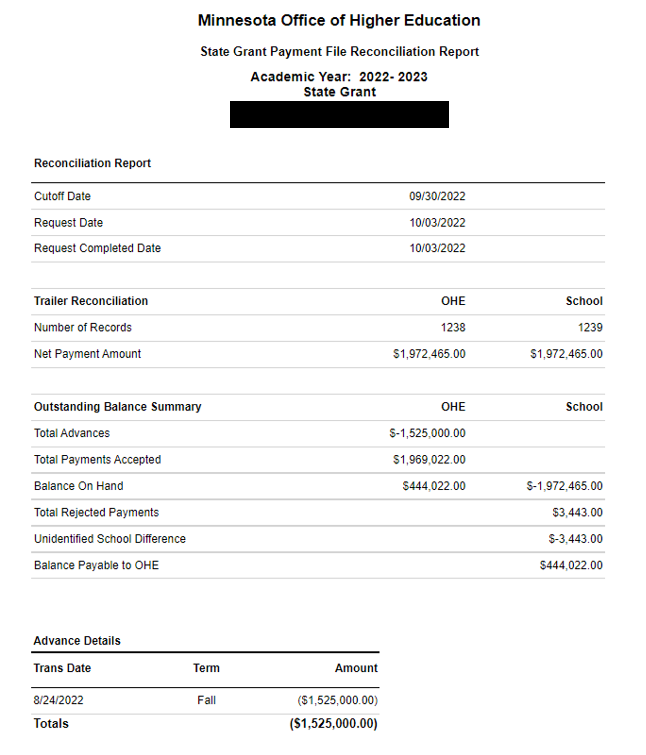 Minnesota Office of Higher Education
State Grant Payment File Reconciliation Report
Academic Year: 2022- 2023
State Grant
Reconciliation Report
Cutoff Date 09/30/2022
Request Date 10/03/2022
Request Completed Date 10/03/2022
Trailer Reconciliation OHE School
Number of Records 1238 1239
Net Payment Amount $1,972,465.00 $1,972,465.00
Outstanding Balance Summary OHE School
Total Advances $-1,525,000.00
Total Payments Accepted $1,969,022.00
Balance On Hand $444,022.00 $-1,972,465.00
Total Rejected Payments $3,443.00
Unidentified School Difference $-3,443.00
Balance Payable to OHE $444,022.00
Advance Details
Trans Date Term Amount
8/24/2022 Fall ($1,525,000.00)
Totals ($1,525,000.00)